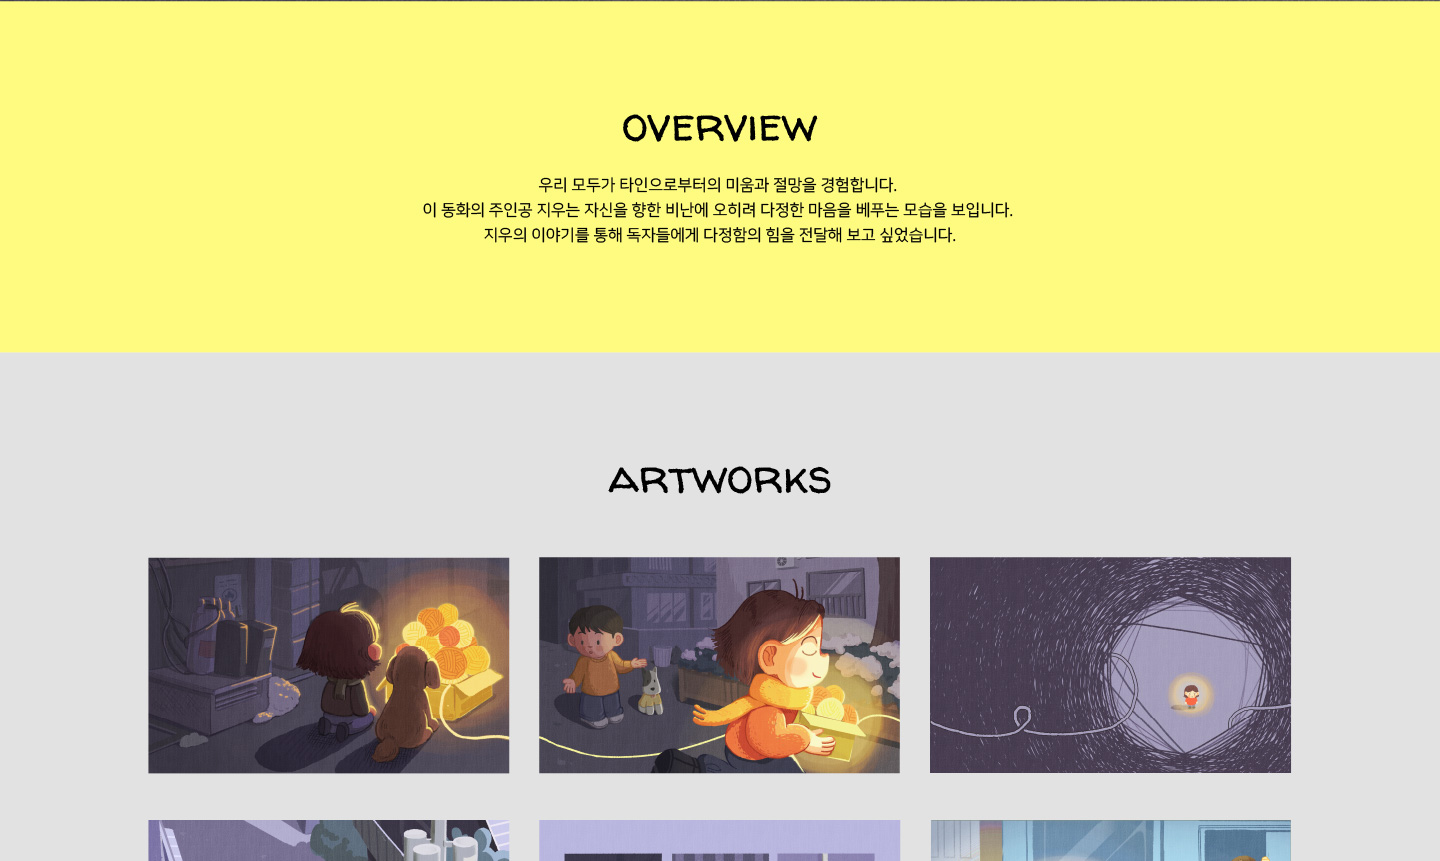 OVERVIEW
우리 모두가 타인으로부터의 미움과 절망을 경험합니다.
이 동화의 주인공 지우는 자신을 향한 비난에 오히려 다정한 마음을 베푸는 모습을 보입니다.
지우의 이야기를 통해 독자들에게 다정함의 힘을 전달해 보고 싶었습니다.
ARTWORKS